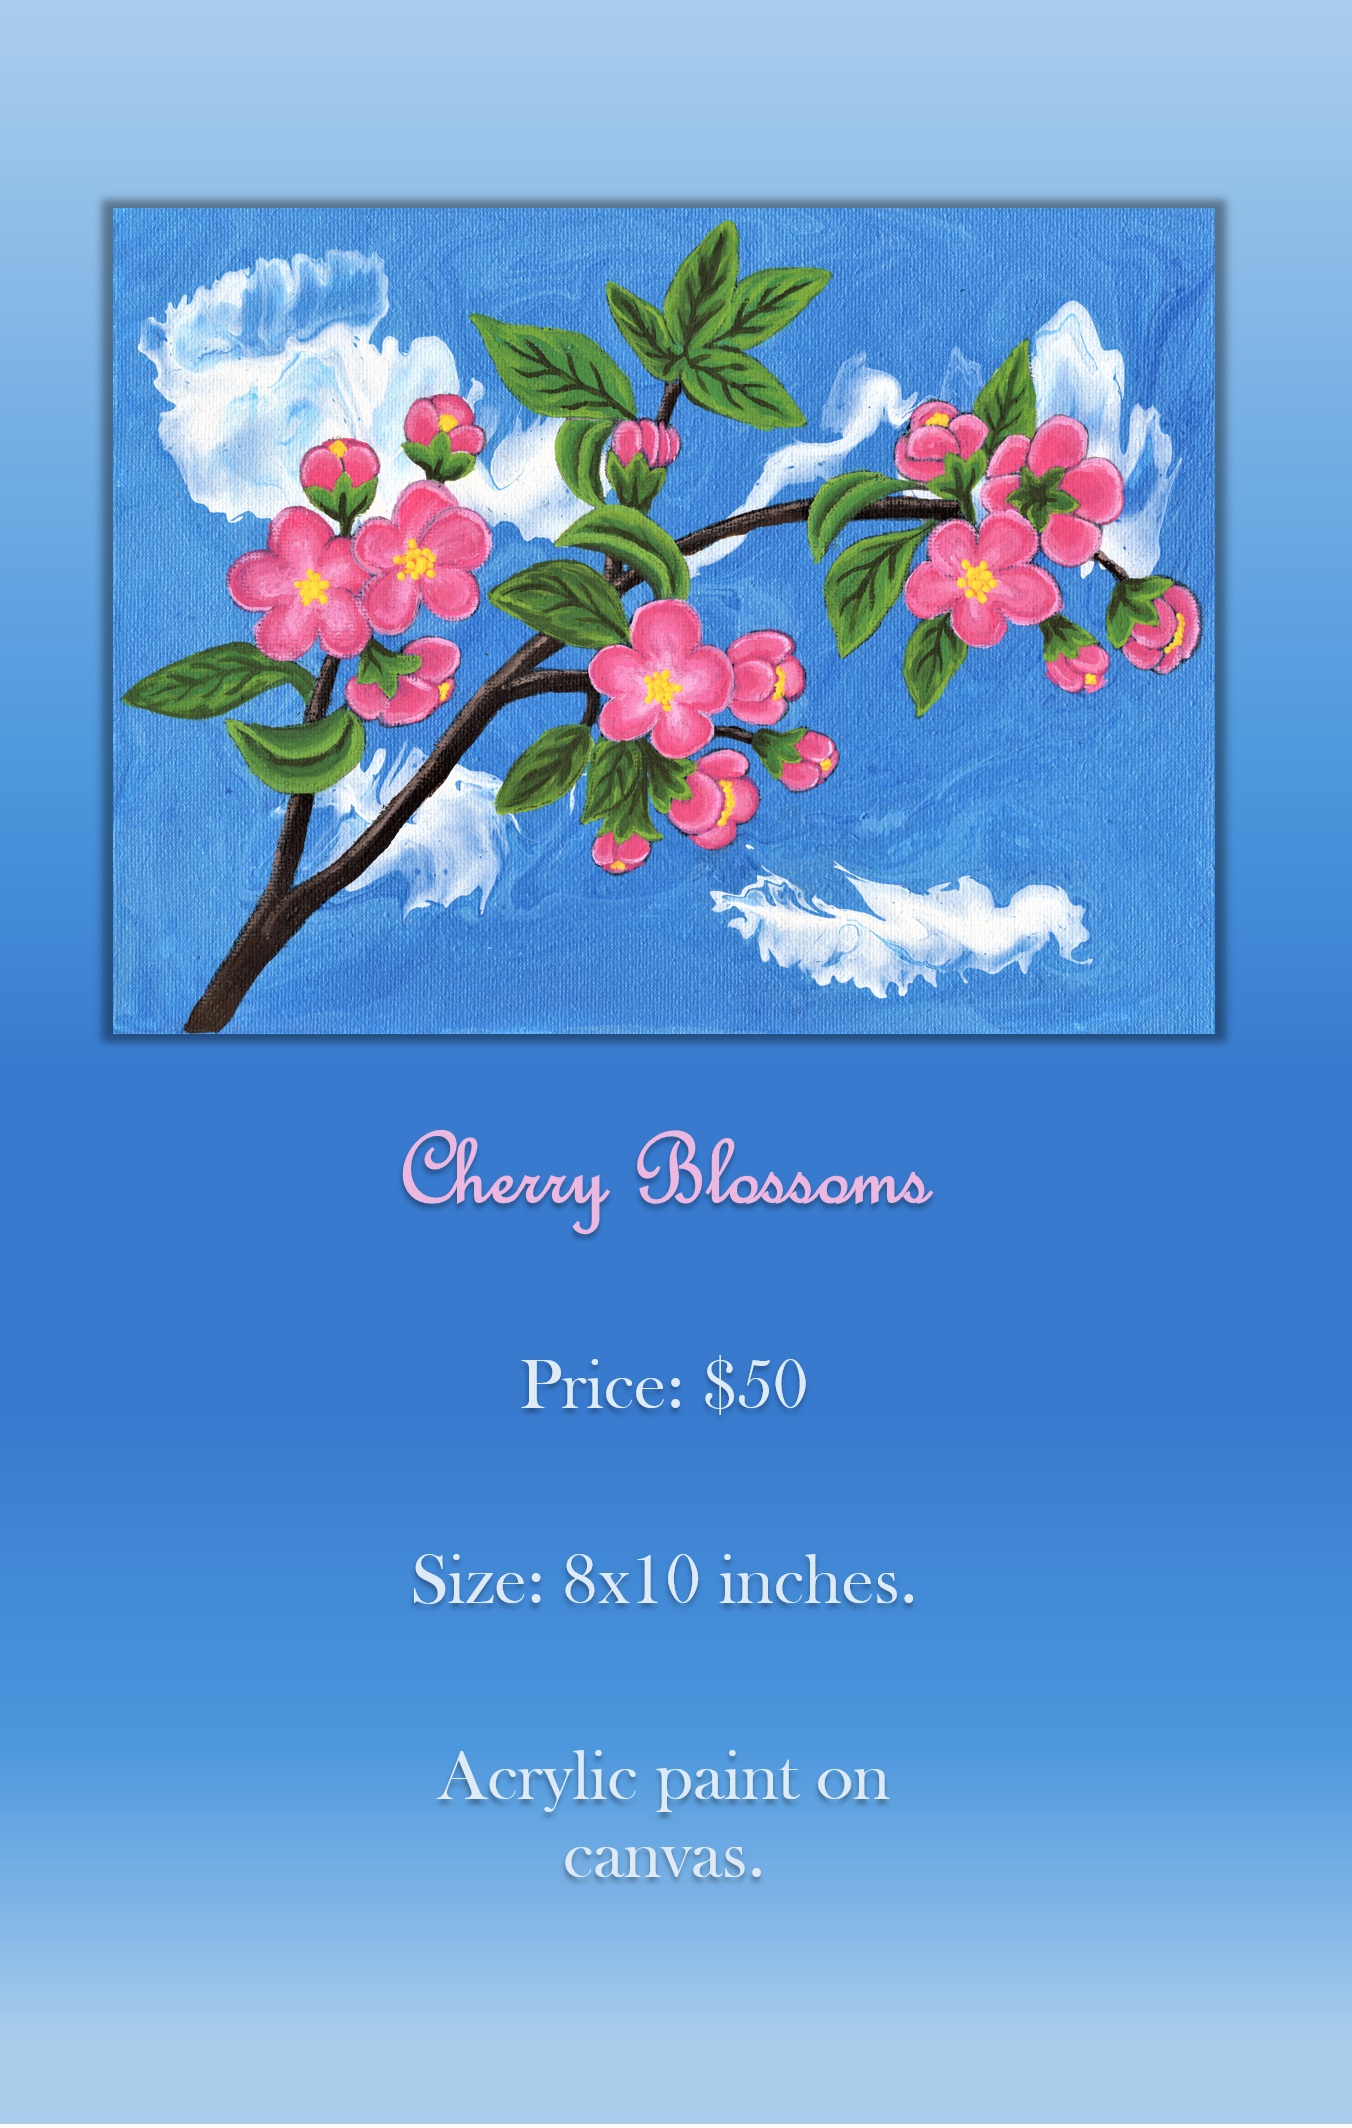 Cherry Blossoms
Price: $50
Size: 8x10 inches.
Acrylic paint on
canvas.